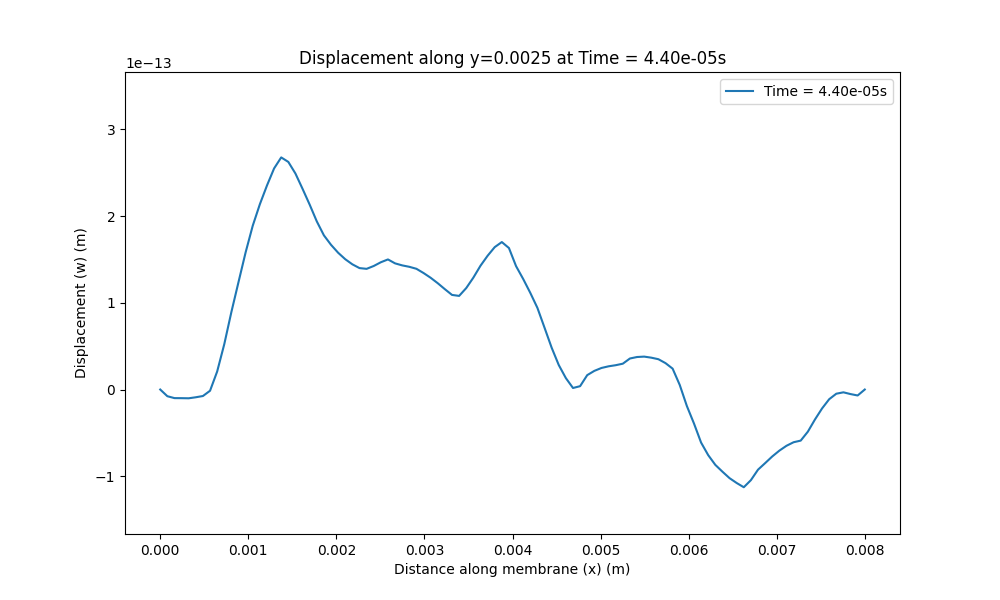 Displacement along y=0.0025 at Time = 4.40e-05s
1e−13
Time = 4.40e-05s
3
2
1
0
−1
Displacement (w) (m)
0.000 0.001 0.002 0.003 0.004 0.005 0.006 0.007 0.008
Distance along membrane (x) (m)